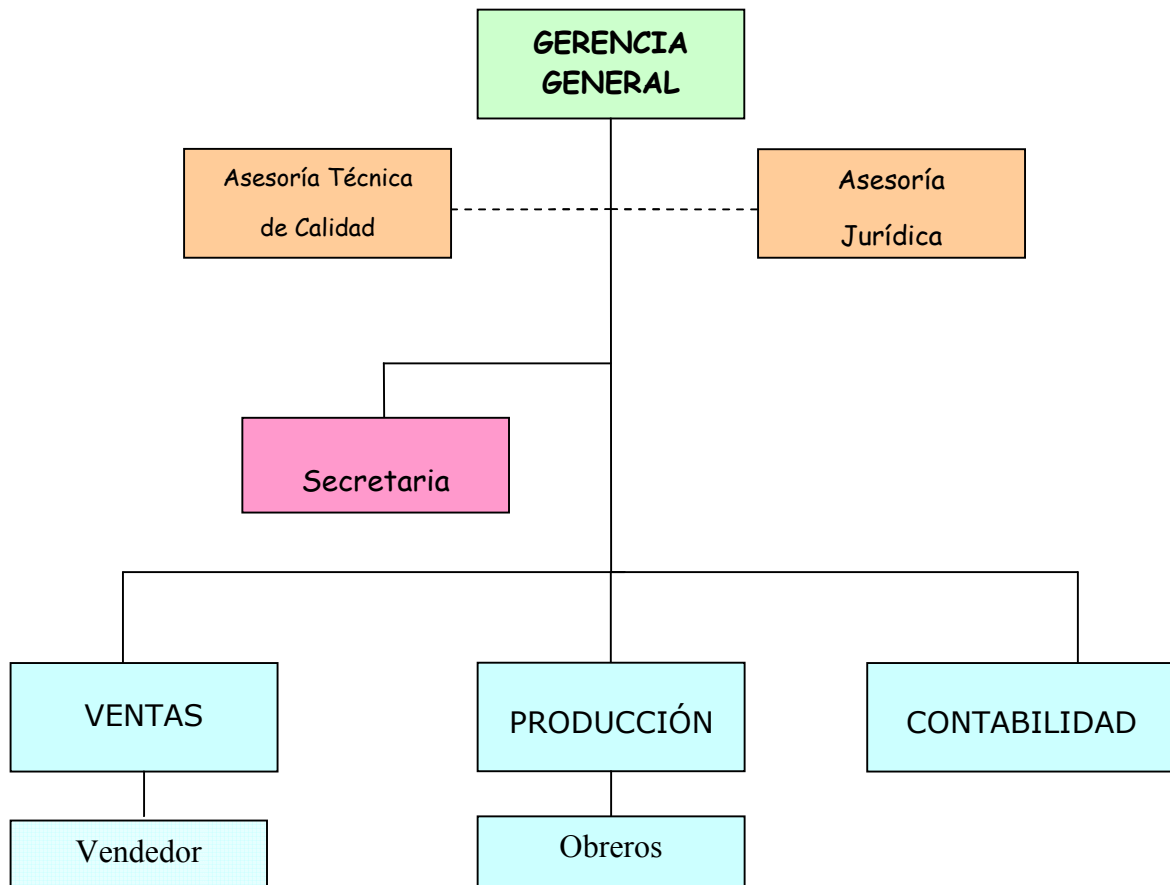 GERENCIA
GENERAL
Asesoría Técnica
de Calidad
Asesoría
Jurídica
Secretaria
VENTAS
PRODUCCIÓN
CONTABILIDAD
Vendedor
Obreros